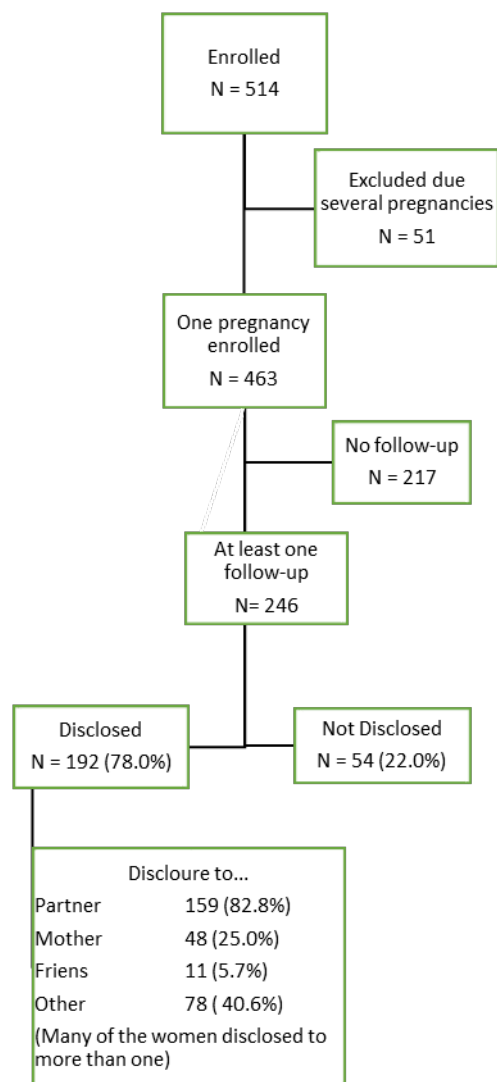 Enrolled
N = 514
Excluded due
several pregnancies
N = 51
One pregnancy
enrolled
N = 463
No follow-up
N = 217
At least one
follow-up
N= 246
Disclosed
N = 192 (78.0%)
Not Disclosed
N = 54 (22.0%)
Discloure to...
Partner 159 (82.8%)
Mother 48 (25.0%)
Friens 11 (5.7%)
Other 78 ( 40.6%)
(Many of the women disclosed to
more than one)